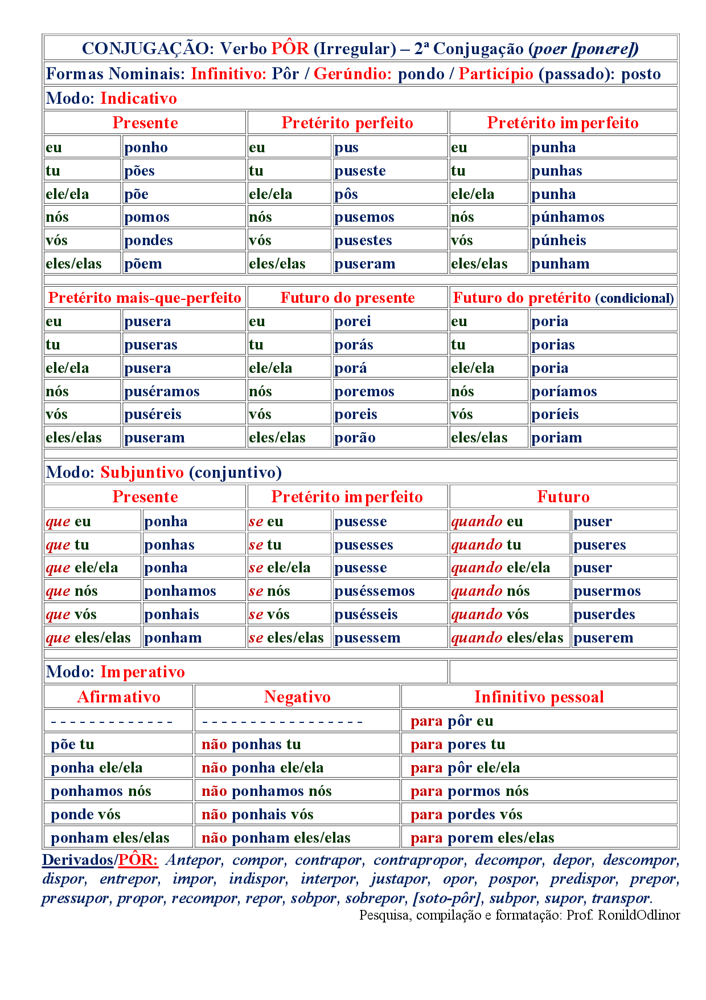 CONJUGAÇÃO: Verbo PÔR (Irregular) – 2ª Conjugação (poer [ponere])
Formas Nominais: Infinitivo: Pôr / Gerúndio: pondo / Particípio (passado): posto
Modo: Indicativo
Presente Pretérito perfeito Pretérito imperfeito
eu ponho eu pus eu punha
tu pões tu puseste tu punhas
ele/ela põe ele/ela pôs ele/ela punha
nós pomos nós pusemos nós púnhamos
vós pondes vós pusestes vós púnheis
eles/elas põem eles/elas puseram eles/elas punham
Pretérito mais-que-perfeito Futuro do presente Futuro do pretérito (condicional)
eu pusera eu porei eu poria
tu puseras tu porás tu porias
ele/ela pusera ele/ela porá ele/ela poria
nós puséramos nós poremos nós poríamos
vós puséreis vós poreis vós poríeis
eles/elas puseram eles/elas porão eles/elas poriam
Modo: Subjuntivo (conjuntivo)
Presente Pretérito imperfeito Futuro
que eu ponha se eu pusesse quando eu puser
que tu ponhas se tu pusesses quando tu puseres
que ele/ela ponha se ele/ela pusesse quando ele/ela puser
que nós ponhamos se nós puséssemos quando nós pusermos
que vós ponhais se vós pusésseis quando vós puserdes
que eles/elas ponham se eles/elas pusessem quando eles/elas puserem
Modo: Imperativo
Afirmativo Negativo Infinitivo pessoal
- - - - - - - - - - - - - - - - - - - - - - - - - - - - - - para pôr eu
põe tu não ponhas tu para pores tu
ponha ele/ela não ponha ele/ela para pôr ele/ela
ponhamos nós não ponhamos nós para pormos nós
ponde vós não ponhais vós para pordes vós
ponham eles/elas não ponham eles/elas para porem eles/elas
Derivados/PÔR: Antepor, compor, contrapor, contrapropor, decompor, depor, descompor,
dispor, entrepor, impor, indispor, interpor, justapor, opor, pospor, predispor, prepor,
pressupor, propor, recompor, repor, sobpor, sobrepor, [soto-pôr], subpor, supor, transpor.
Pesquisa, compilação e formatação: Prof. RonildOdlinor